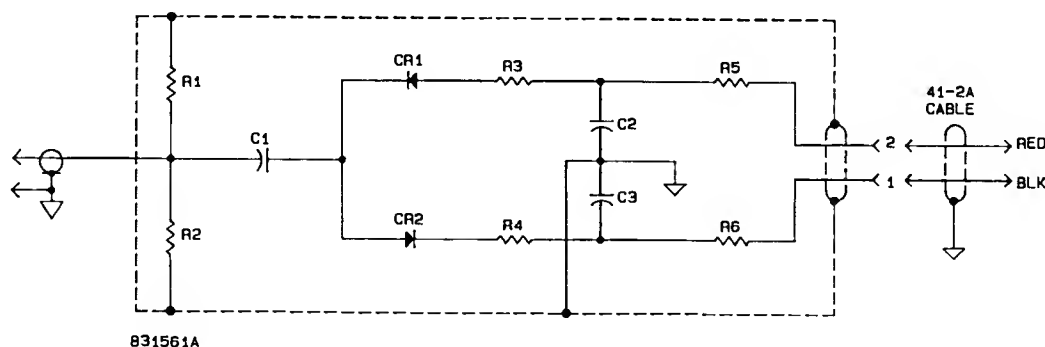 CR1
R3
R5
R1
41-2A
CABLE
C1
C2
2
RED
1
BLK
C3
R2
CR2
R4
R6
831561A